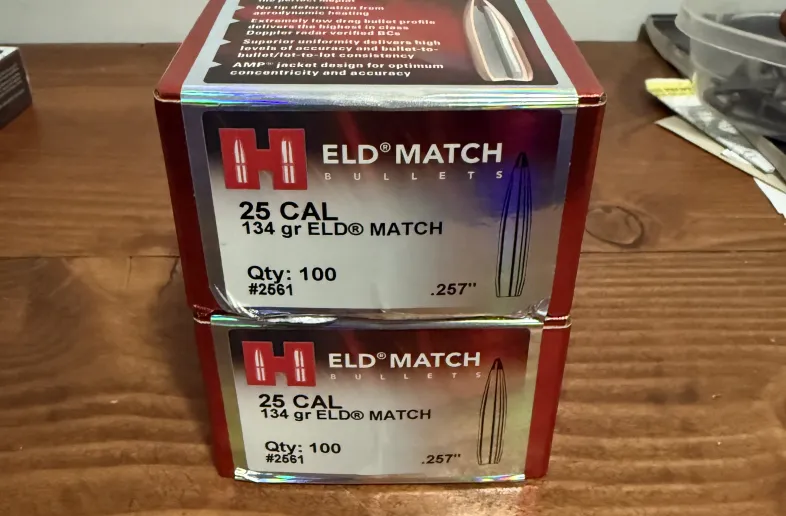 No tip deformation from
aerodynamic heating
Extremely low drag bullet profile
delivers the highest in class
Doppler radar verified BCs
Superior uniformity delivers high
levels of accuracy and bullet-to-
bullet/lot-to-lot consistency
AMP® jacket design for optimum
concentricity and accuracy
H
ELD® MATCH
BULLETS
25 CAL
134 gr ELD® MATCH
Qty: 100
#2561
.257"
H
ELD® MATCH
BULLETS
25 CAL
134 gr ELD® MATCH
Qty: 100
#2561
.257"